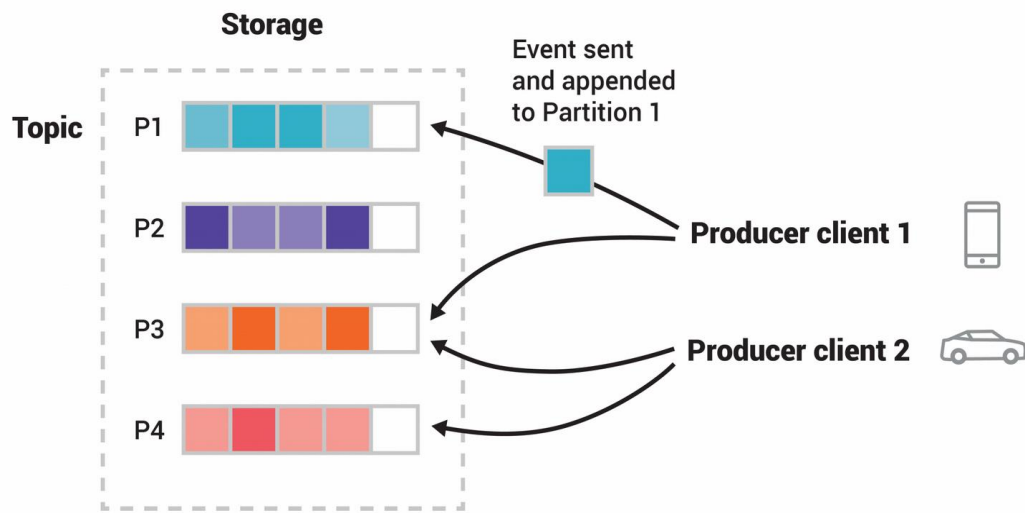 Storage
Event sent
and appended
to Partition 1
Topic
P1
P2
Producer client 1
P3
Producer client 2
P4